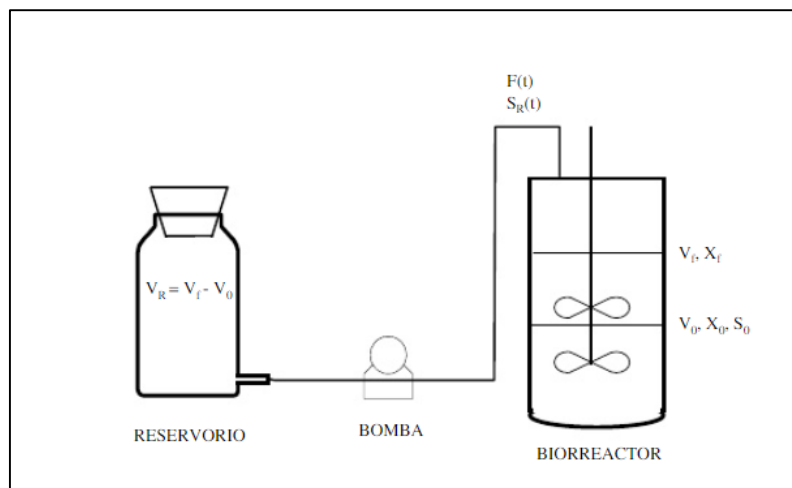 F(t)
S_R(t)
V_R = V_f - V_0
V_f, X_f
V_0, X_0, S_0
RESERVORIO
BOMBA
BIORREACTOR